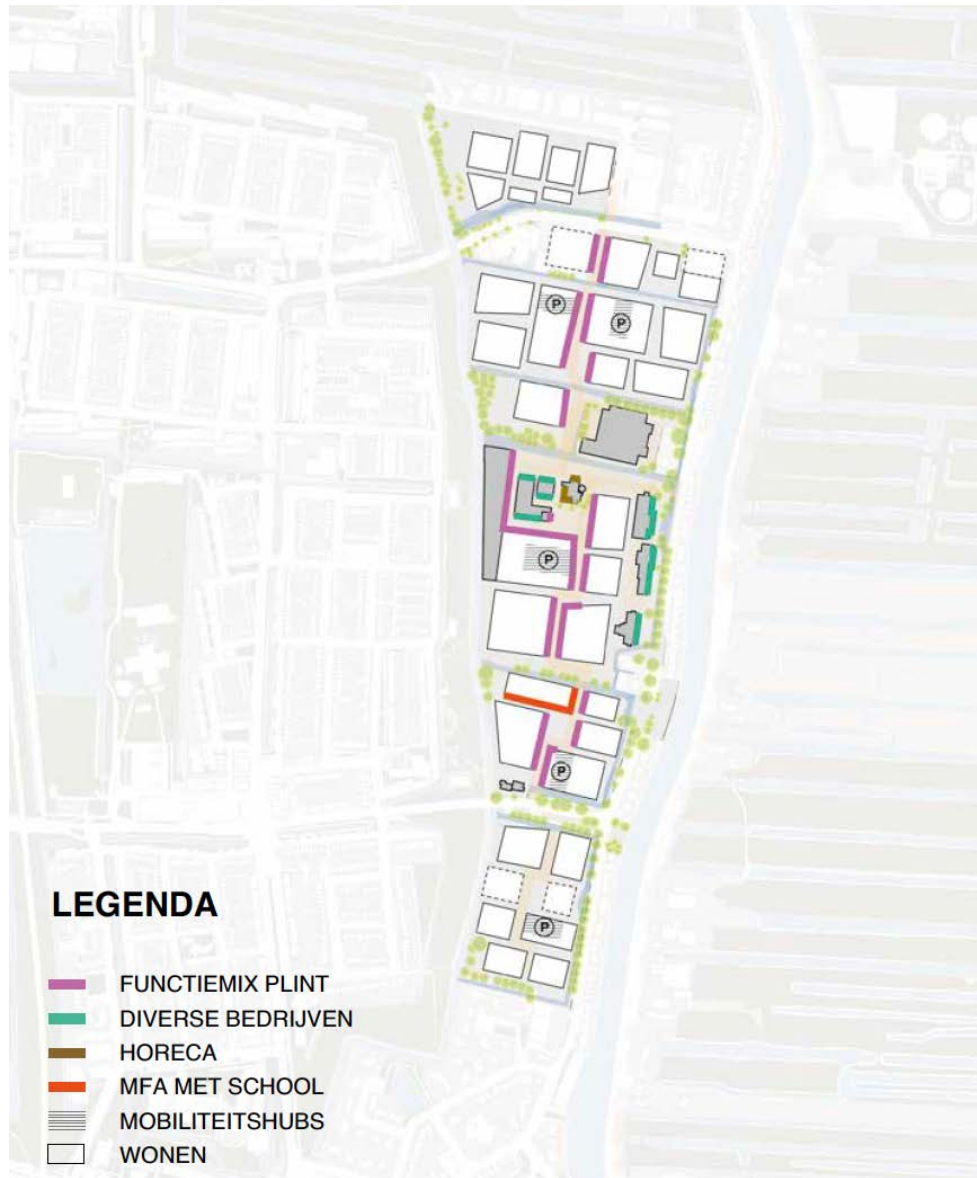 P
P
P
P
P
LEGENDA
FUNCTIEMIX PLINT
DIVERSE BEDRIJVEN
HORECA
MFA MET SCHOOL
MOBILITEITSHUBS
WONEN